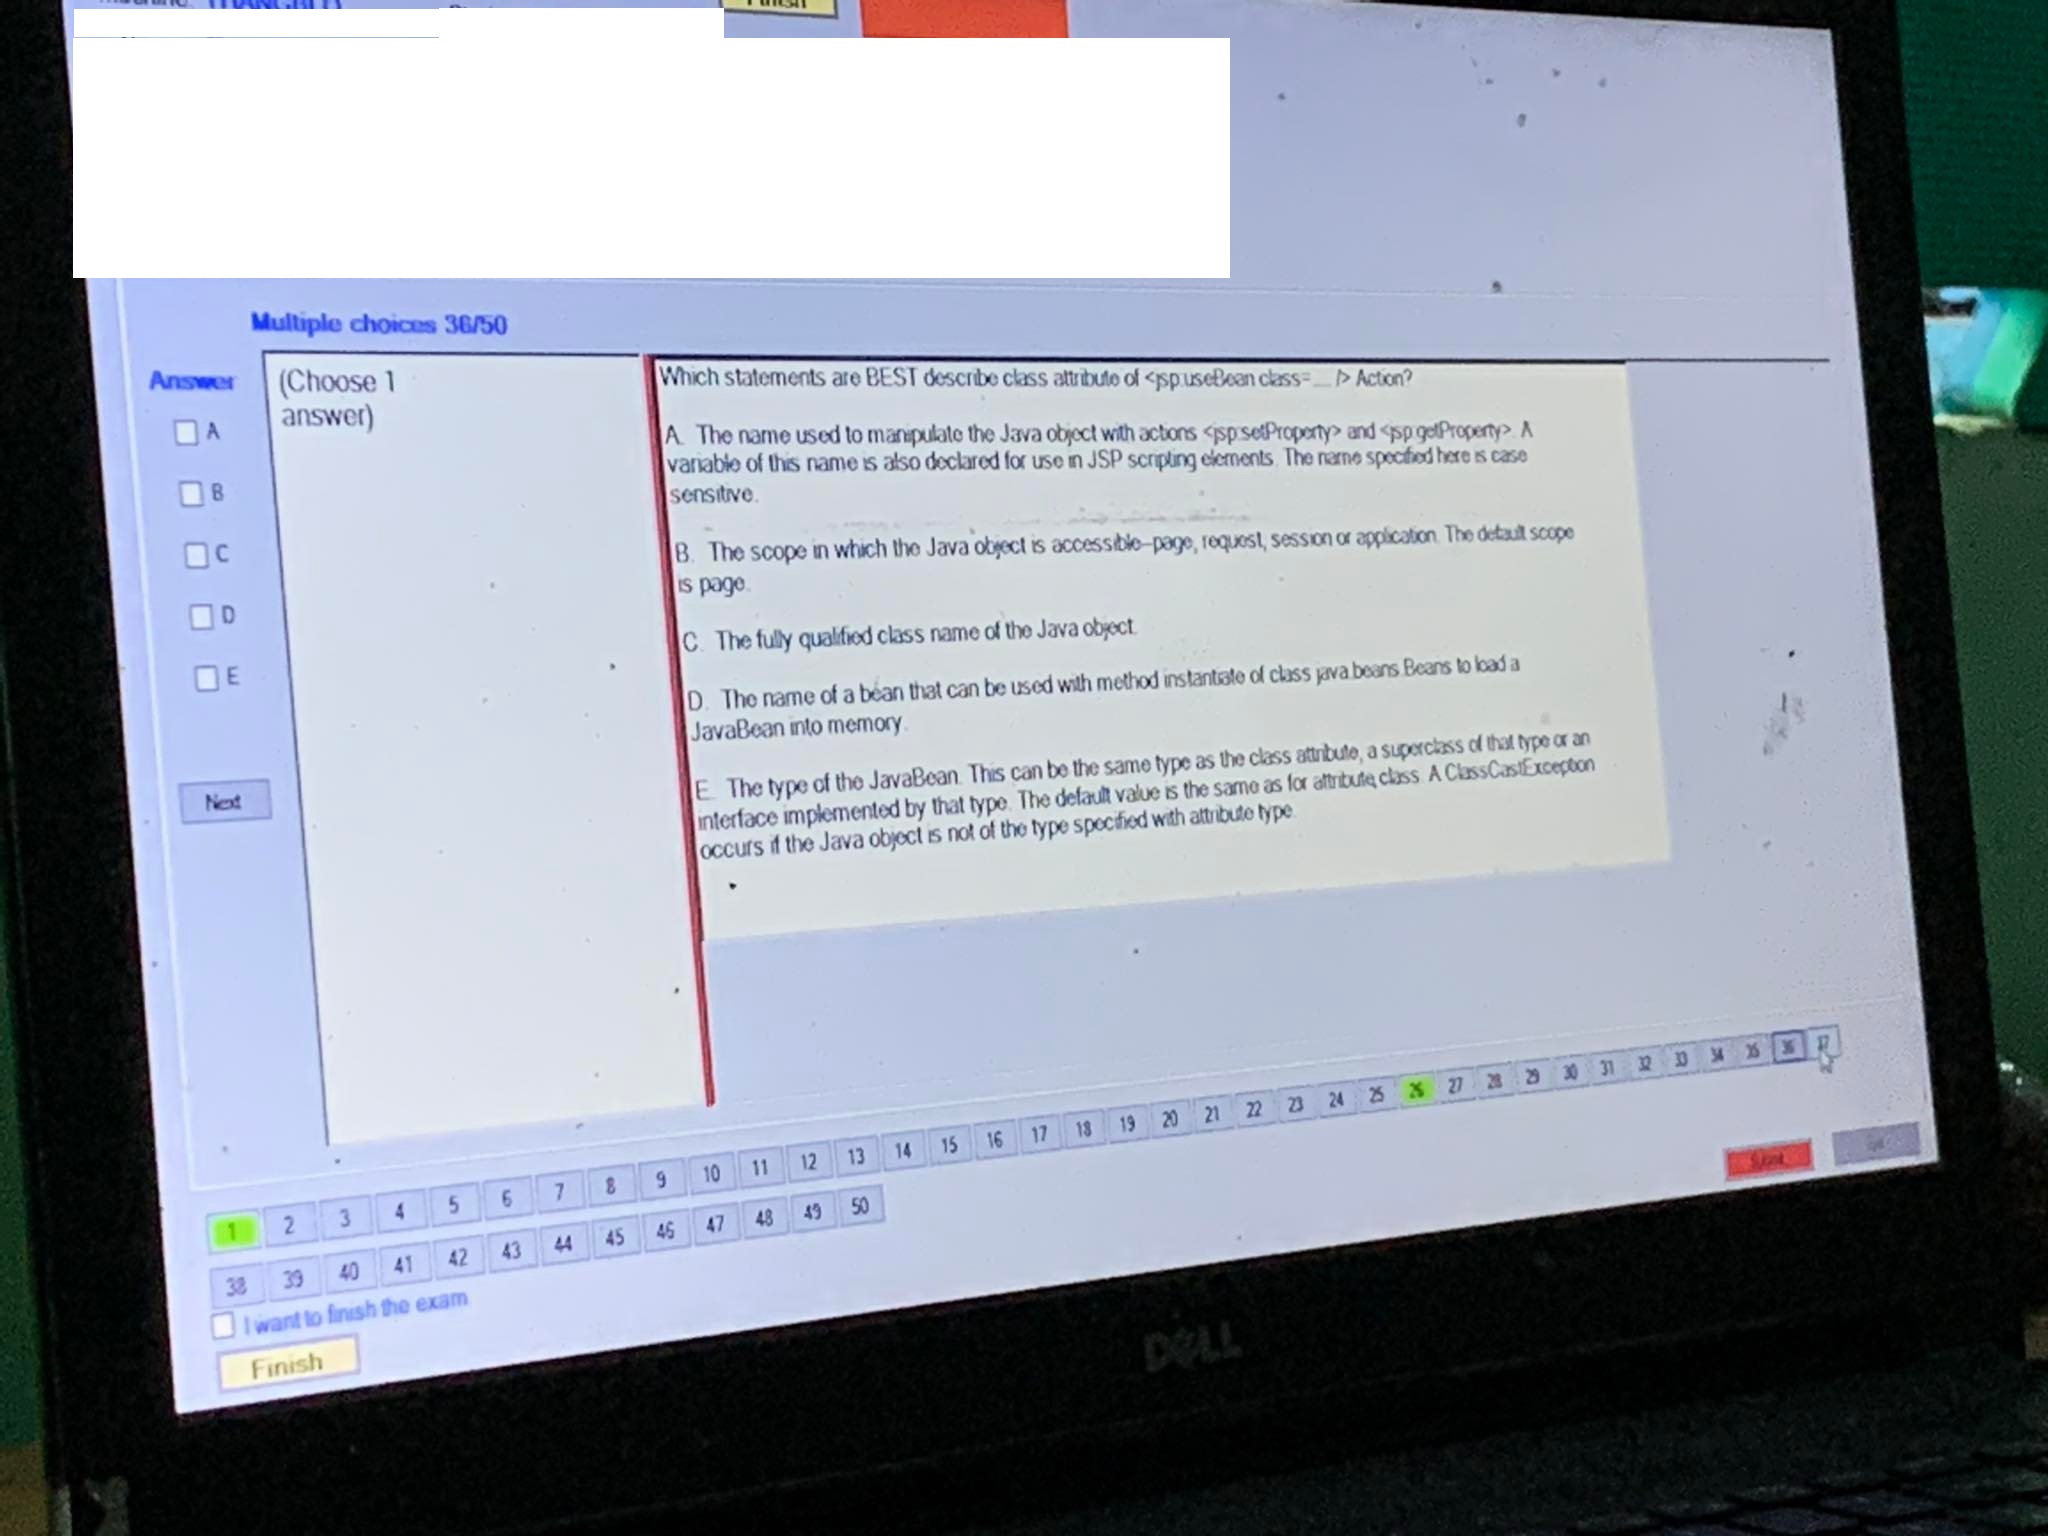 Finish
Multiple choices 36/50
Answer
(Choose 1
answer)
A
B
C
D
E
Next
Which statements are BEST describe class attribute of <jsp:useBean class=.... /> Action?
A. The name used to manipulate the Java object with actions <jsp:setProperty> and <jsp:getProperty>. A
variable of this name is also declared for use in JSP scripting elements. The name specified here is case
sensitive.
B. The scope in which the Java object is accessible--page, request, session or application. The default scope
is page.
C. The fully qualified class name of the Java object.
D. The name of a bean that can be used with method instantiate of class java.beans.Beans to load a
JavaBean into memory.
E. The type of the JavaBean. This can be the same type as the class attribute, a superclass of that type or an
interface implemented by that type. The default value is the same as for attribute class. A ClassCastException
occurs if the Java object is not of the type specified with attribute type.
1 2 3 4 5 6 7 8 9 10 11 12 13 14 15 16 17 18 19 20 21 22 23 24 25 26 27 28 29 30 31 32 33 34 35 36 37
38 39 40 41 42 43 44 45 46 47 48 49 50
Submit
I want to finish the exam
Finish
DELL